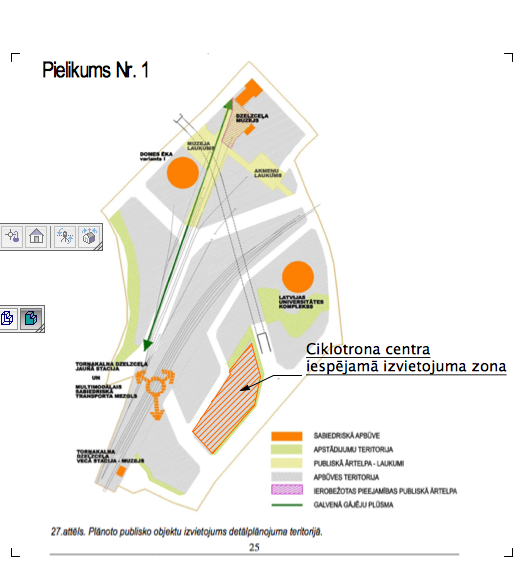 Pielikums Nr. 1
DZELZCEĻA
MUZEJS
MUZEJA
LAUKUMS
DOMES ĒKA
variants I
AKMEŅU
LAUKUMS
LATVIJAS
UNIVERSITĀTES
KOMPLEKSS
Ciklotrona centra
iespējamā izvietojuma zona
TORŅAKALNA DZELZCEĻA
JAUNĀ STACIJA
UN
MULTIMODĀLAIS
SABIEDRISKĀ
TRANSPORTA MEZGLS
TORŅAKALNA
DZELZCEĻA
VECĀ STACIJA - MUZEJS
SABIEDRISKĀ APBŪVE
APSTĀDĪJUMU TERITORIJA
PUBLISKĀ ĀRTELPA - LAUKUMI
APBŪVES TERITORIJA
IEROBEŽOTAS PIEEJAMĪBAS PUBLISKĀ ĀRTELPA
GALVENĀ GĀJĒJU PLŪSMA
27.attēls. Plānoto publisko objektu izvietojums detālplānojuma teritorijā.
25